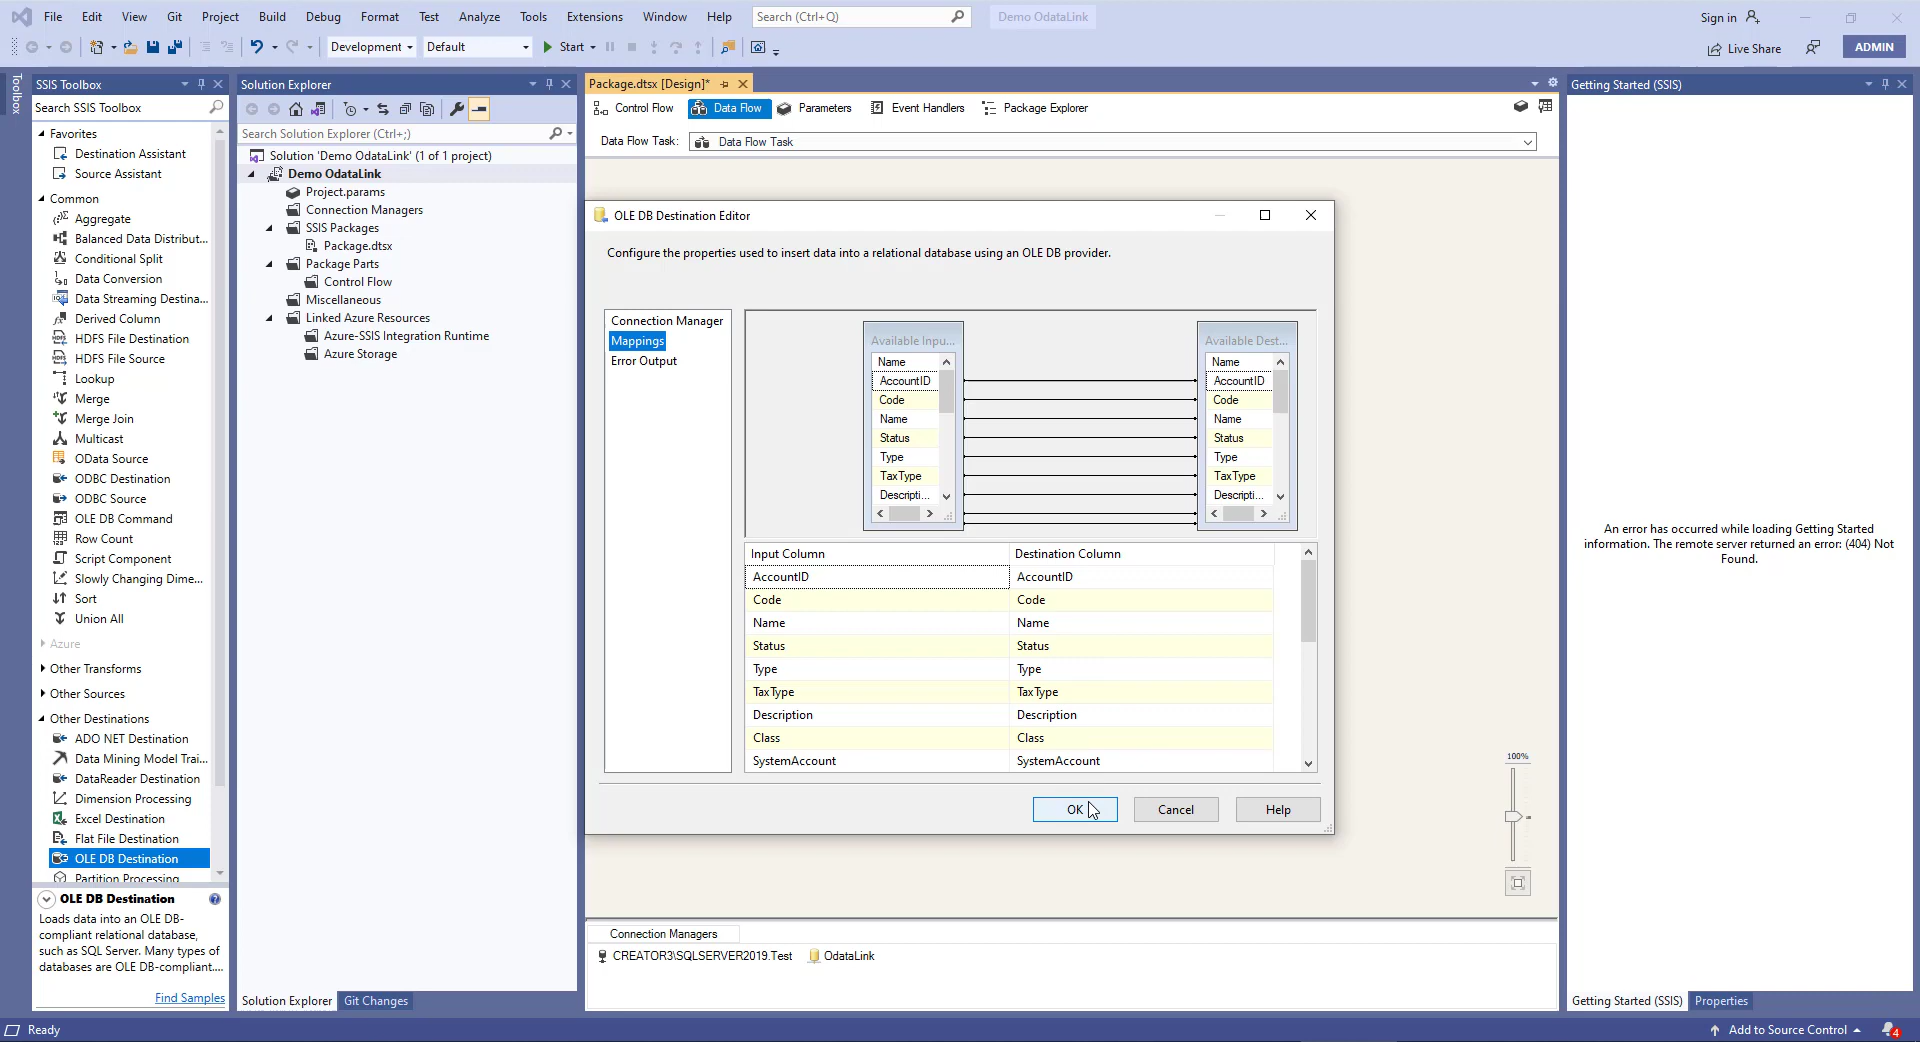 File Edit View Git Project Build Debug Format Test Analyze Tools Extensions Window Help Search (Ctrl+Q) Demo OdataLink Sign in
Development Default Start Live Share ADMIN
Toolbox
SSIS Toolbox
Search SSIS Toolbox
Favorites
Destination Assistant
Source Assistant
Common
Aggregate
Balanced Data Distribut...
Conditional Split
Data Conversion
Data Streaming Destina...
Derived Column
HDFS File Destination
HDFS File Source
Lookup
Merge
Merge Join
Multicast
OData Source
ODBC Destination
ODBC Source
OLE DB Command
Row Count
Script Component
Slowly Changing Dime...
Sort
Union All
Azure
Other Transforms
Other Sources
Other Destinations
ADO NET Destination
Data Mining Model Trai...
DataReader Destination
Dimension Processing
Excel Destination
Flat File Destination
OLE DB Destination
Partition Processing
OLE DB Destination
Loads data into an OLE DB-
compliant relational database,
such as SQL Server. Many types of
databases are OLE DB-compliant....
Find Samples
Solution Explorer
Search Solution Explorer (Ctrl+;)
Solution 'Demo OdataLink' (1 of 1 project)
Demo OdataLink
Project.params
Connection Managers
SSIS Packages
Package.dtsx
Package Parts
Control Flow
Miscellaneous
Linked Azure Resources
Azure-SSIS Integration Runtime
Azure Storage
Solution Explorer Git Changes
Package.dtsx [Design]*
Control Flow Data Flow Parameters Event Handlers Package Explorer
Data Flow Task: Data Flow Task
OLE DB Destination Editor
Configure the properties used to insert data into a relational database using an OLE DB provider.
Connection Manager
Mappings
Error Output
Available Inpu...
Name
AccountID
Code
Name
Status
Type
TaxType
Descripti...
Available Dest...
Name
AccountID
Code
Name
Status
Type
TaxType
Descripti...
Input Column Destination Column
AccountID AccountID
Code Code
Name Name
Status Status
Type Type
TaxType TaxType
Description Description
Class Class
SystemAccount SystemAccount
OK Cancel Help
100%
Connection Managers
CREATOR3\SQLSERVER2019.Test OdataLink
Getting Started (SSIS)
An error has occurred while loading Getting Started
information. The remote server returned an error: (404) Not
Found.
Getting Started (SSIS) Properties
Ready Add to Source Control 4